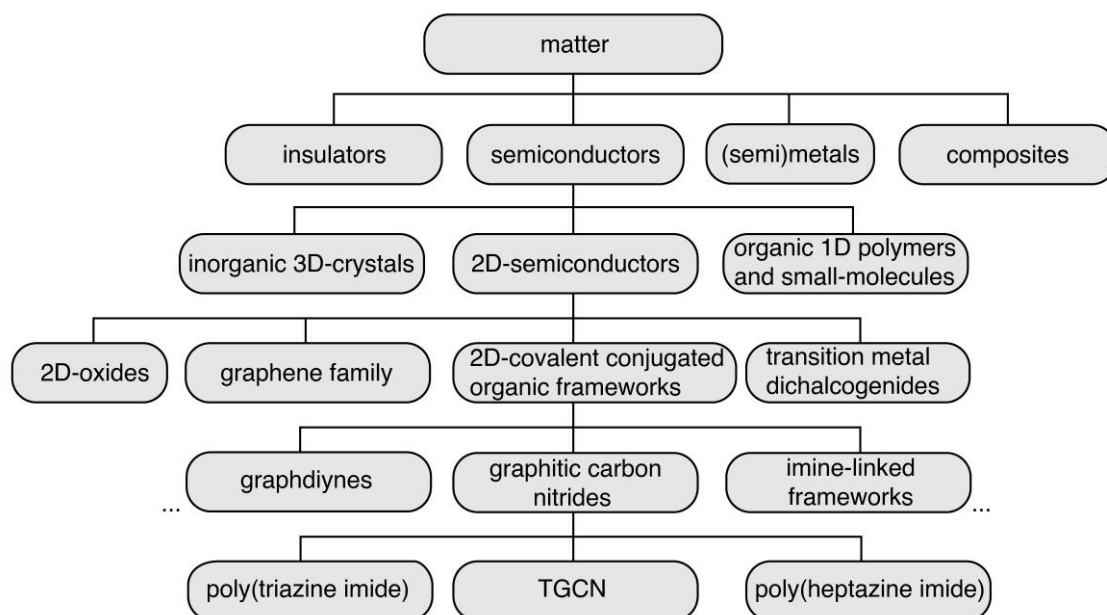 matter
insulators
semiconductors
(semi)metals
composites
inorganic 3D-crystals
2D-semiconductors
organic 1D polymers
and small-molecules
2D-oxides
graphene family
2D-covalent conjugated
organic frameworks
transition metal
dichalcogenides
...
graphdiynes
graphitic carbon
nitrides
imine-linked
frameworks
...
poly(triazine imide)
TGCN
poly(heptazine imide)